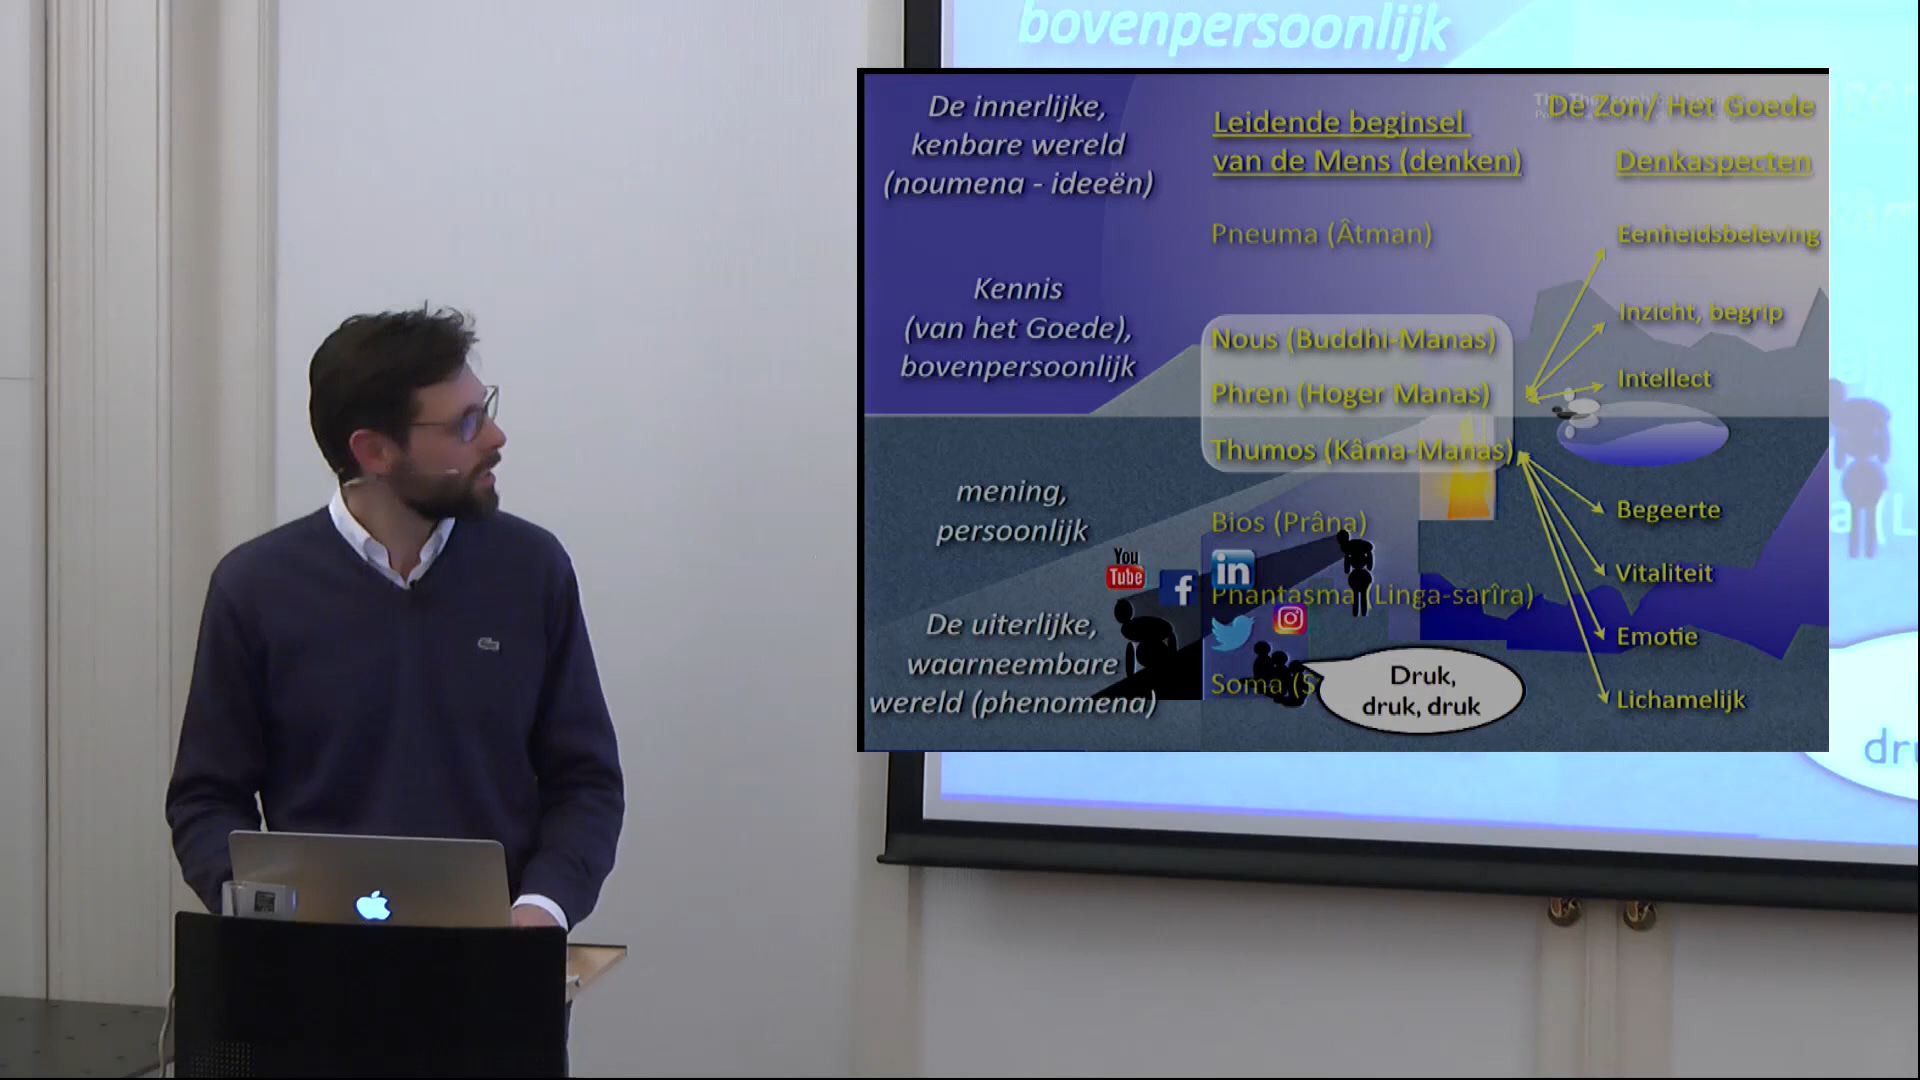 bovenpersoonlijk
De innerlijke,
kenbare wereld
(noumena - ideeën)
Leidende beginsel
van de Mens (denken)
De Zon/ Het Goede
Denkaspecten
Pneuma (Âtman)
Eenheidsbeleving
Kennis
(van het Goede),
bovenpersoonlijk
Nous (Buddhi-Manas)
Phren (Hoger Manas)
Thumos (Kâma-Manas)
Inzicht, begrip
Intellect
mening,
persoonlijk
Bios (Prâna)
Begeerte
Vitaliteit
Emotie
Lichamelijk
You
Tube
f
in
Phantasma (Linga-sarîra)
De uiterlijke,
waarneembare
wereld (phenomena)
Soma (S
Druk,
druk, druk